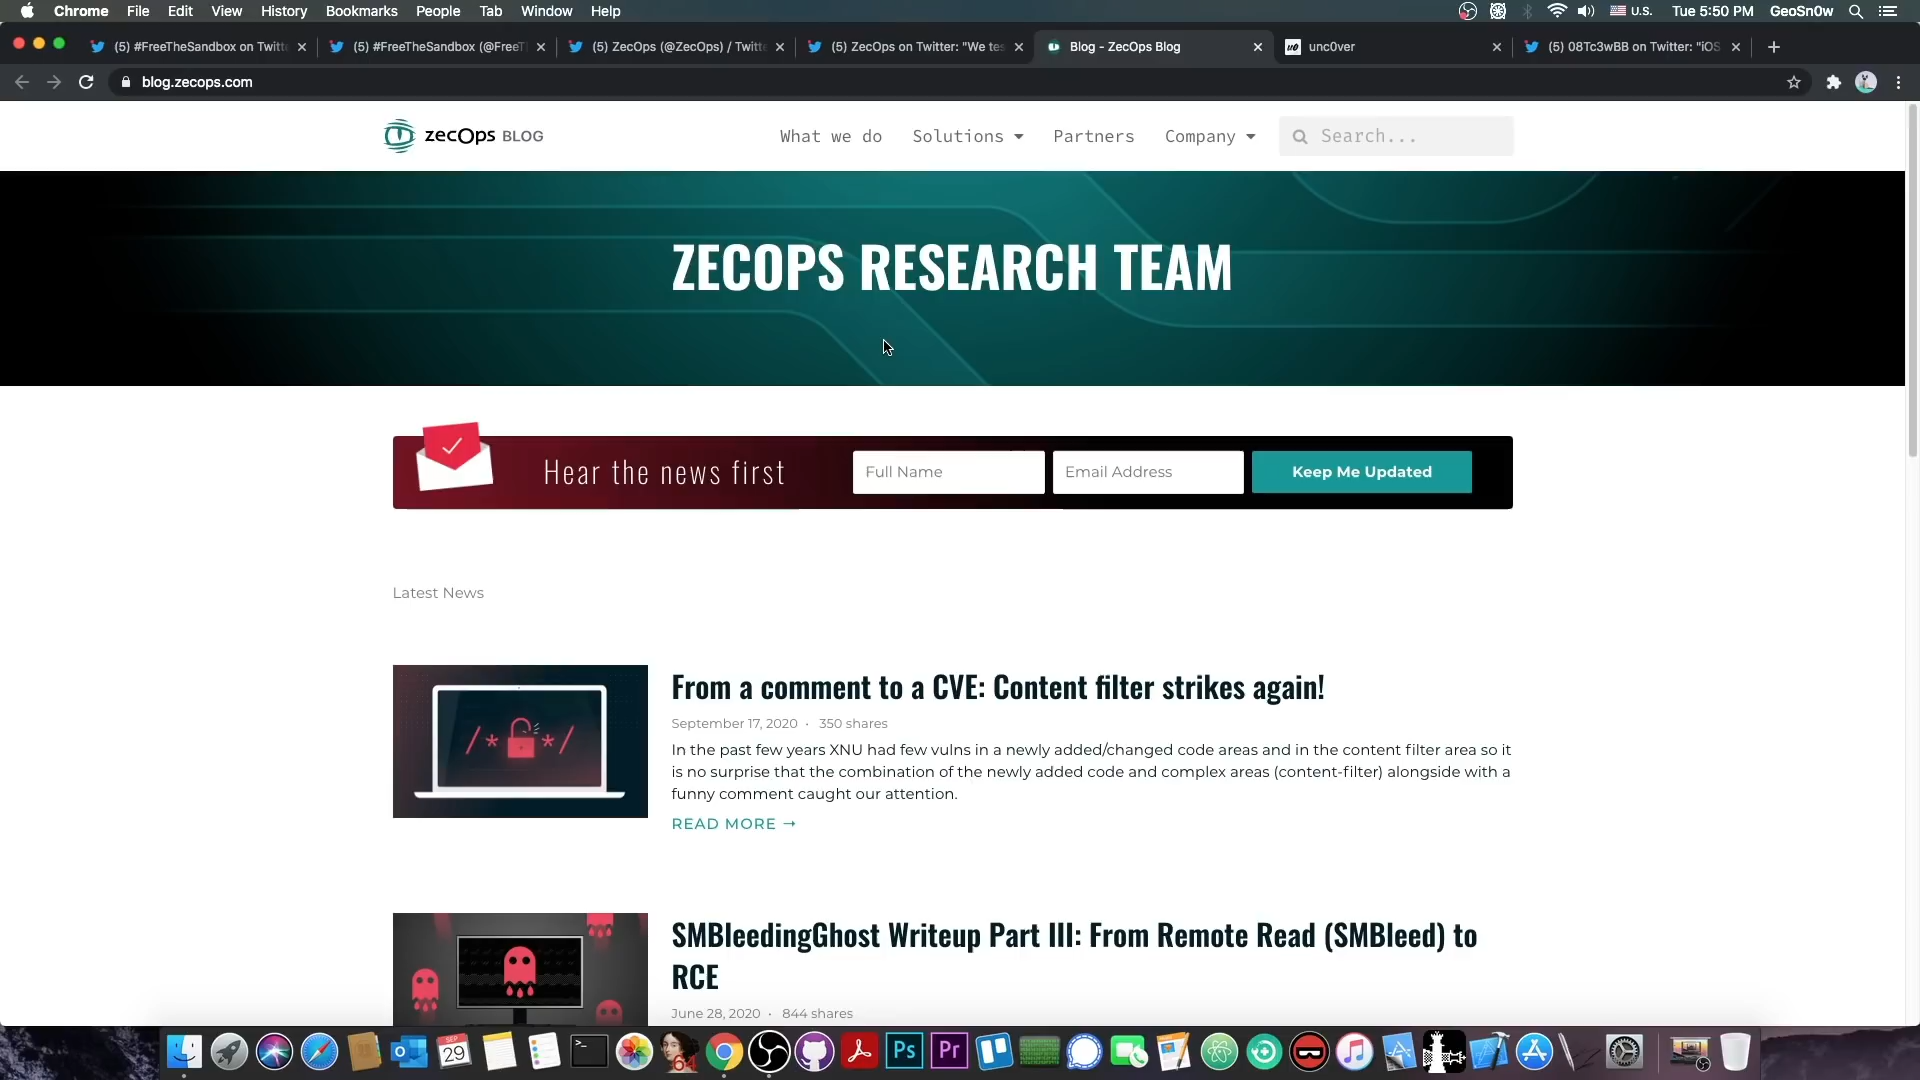 Chrome File Edit View History Bookmarks People Tab Window Help U.S. Tue 5:50 PM GeoSn0w
(5) #FreeTheSandbox on Twitte (5) #FreeTheSandbox (@FreeT (5) ZecOps (@ZecOps) / Twitte (5) ZecOps on Twitter: "We tes Blog - ZecOps Blog unc0ver (5) 08Tc3wBB on Twitter: "iOS
blog.zecops.com
zecOps BLOG What we do Solutions Partners Company Search...
ZECOPS RESEARCH TEAM
Hear the news first Full Name Email Address Keep Me Updated
Latest News
From a comment to a CVE: Content filter strikes again!
September 17, 2020 • 350 shares
In the past few years XNU had few vulns in a newly added/changed code areas and in the content filter area so it
is no surprise that the combination of the newly added code and complex areas (content-filter) alongside with a
funny comment caught our attention.
READ MORE →
/* */
SMBleedingGhost Writeup Part III: From Remote Read (SMBleed) to
RCE
June 28, 2020 • 844 shares
SEP
29
64
Ps
Pr